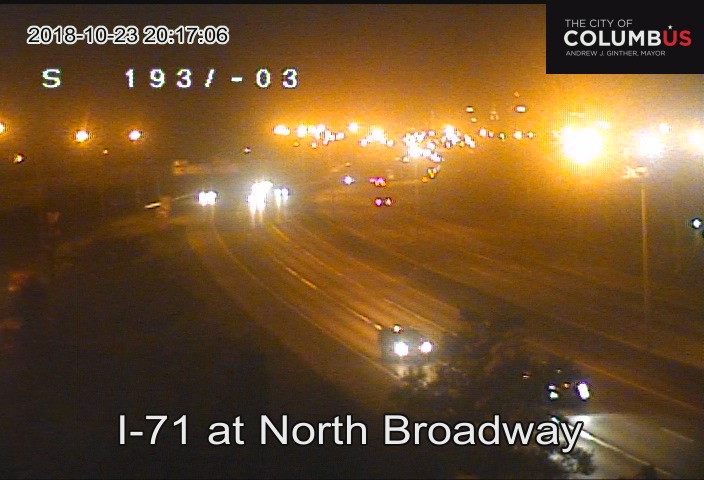 2018-10-23 20:17:06
THE CITY OF
COLUMBUS
ANDREW J. GINTHER, MAYOR
S 193/-03
I-71 at North Broadway